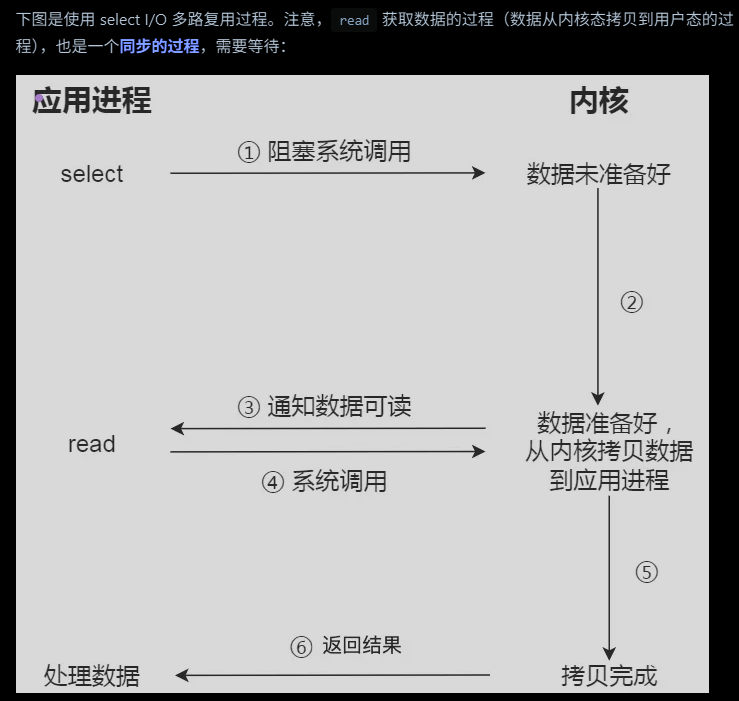 下图是使用 select I/O 多路复用过程。注意， read 获取数据的过程（数据从内核态拷贝到用户态的过
程），也是一个同步的过程，需要等待：
应用进程
内核
① 阻塞系统调用
select
数据未准备好
②
③ 通知数据可读
数据准备好，
read
从内核拷贝数据
④ 系统调用
到应用进程
⑤
⑥ 返回结果
处理数据
拷贝完成